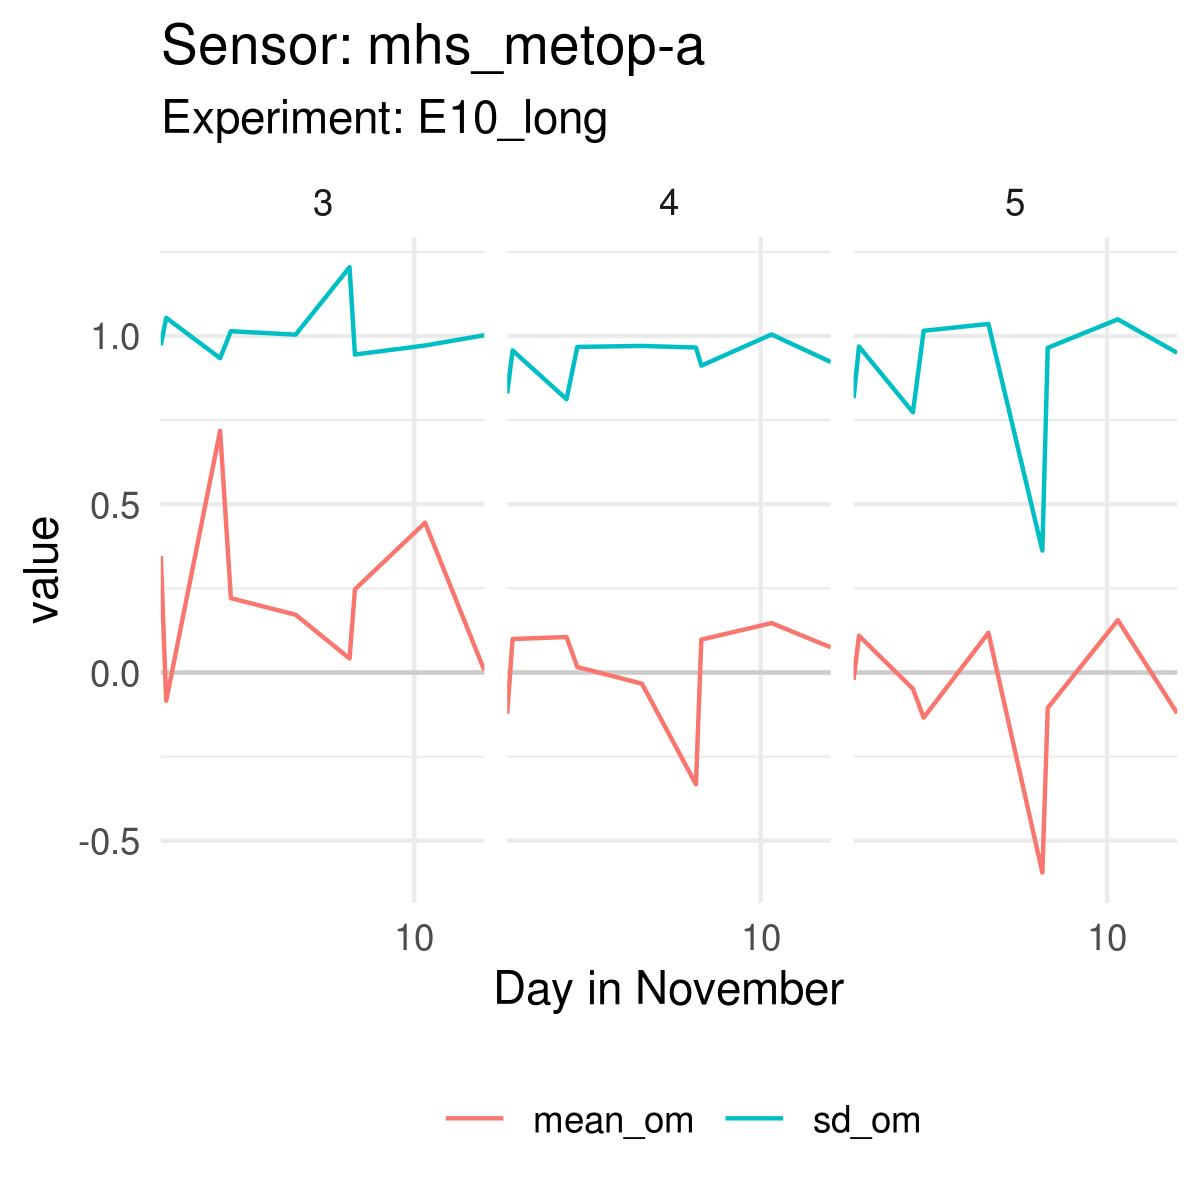 Sensor: mhs_metop-a
Experiment: E10_long
3 4 5
1.0
0.5
0.0
-0.5
value
10 10 10
Day in November
mean_om sd_om